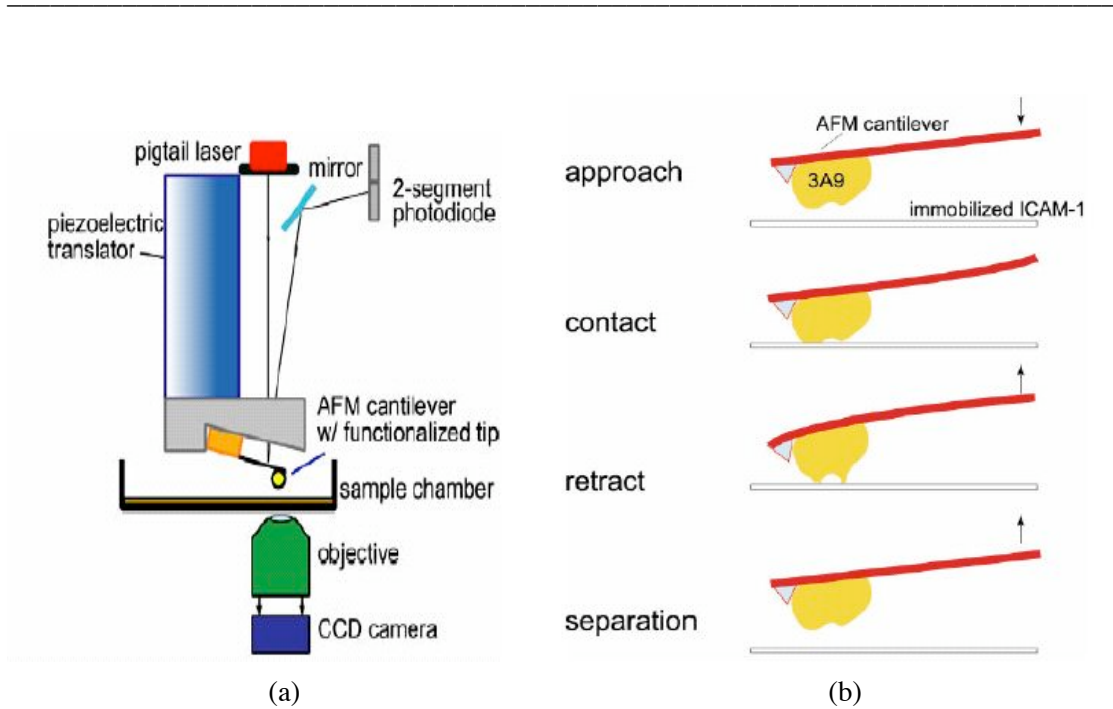 pigtail laser
mirror
2-segment
photodiode
piezoelectric
translator
AFM cantilever
w/ functionalized tip
sample chamber
objective
CCD camera
(a)
approach
AFM cantilever
3A9
immobilized ICAM-1
contact
retract
separation
(b)